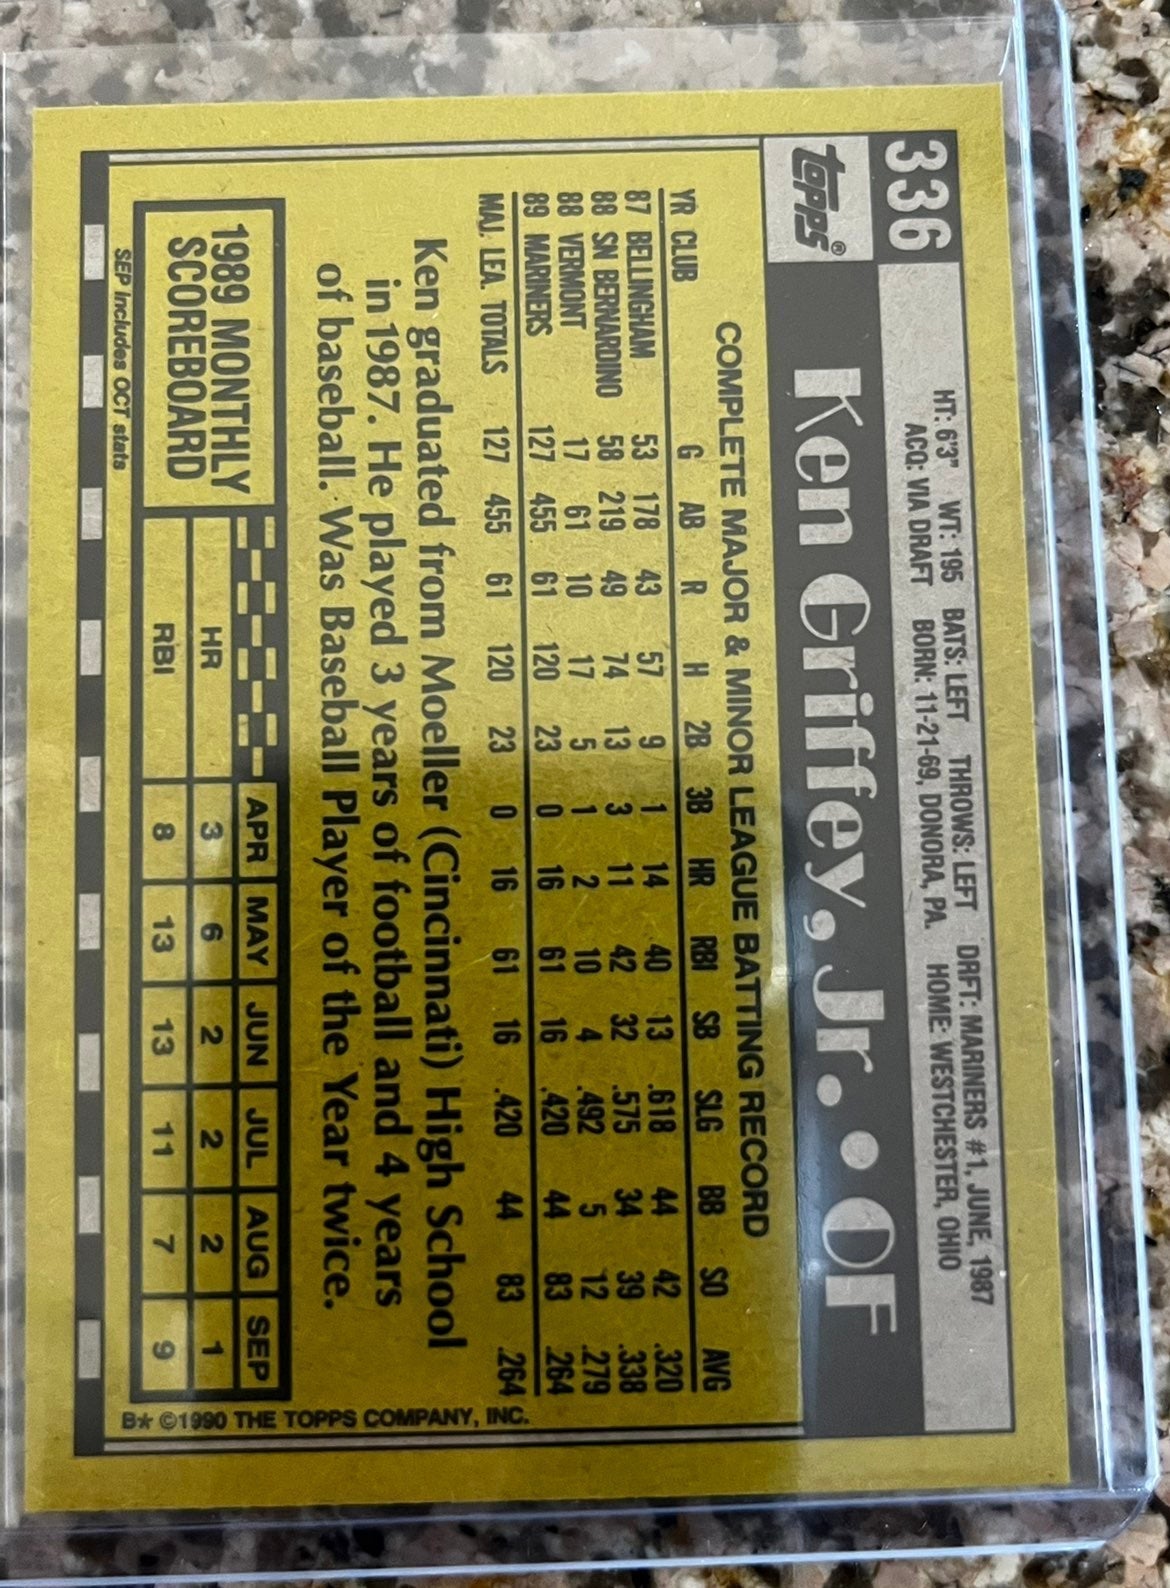 336
HT: 6'3" WT: 195 BATS: LEFT THROWS: LEFT DRFT: MARINERS #1, JUNE, 1987
ACQ: VIA DRAFT BORN: 11-21-69, DONORA, PA. HOME: WESTCHESTER, OHIO
topps®
Ken Griffey, Jr. • OF
COMPLETE MAJOR & MINOR LEAGUE BATTING RECORD
YR CLUB G AB R H 2B 3B HR RBI SB SLG BB SO AVG
87 BELLINGHAM 53 178 43 57 9 1 14 40 13 .618 44 42 .320
88 SN BERNARDINO 58 219 49 74 13 3 11 42 32 .575 34 39 .338
88 VERMONT 17 61 10 17 5 1 2 10 4 .492 5 12 .279
89 MARINERS 127 455 61 120 23 0 16 61 16 .420 44 83 .264
MAJ. LEA. TOTALS 127 455 61 120 23 0 16 61 16 .420 44 83 .264
Ken graduated from Moeller (Cincinnati) High School
in 1987. He played 3 years of football and 4 years
of baseball. Was Baseball Player of the Year twice.
1989 MONTHLY
SCOREBOARD
APR MAY JUN JUL AUG SEP
HR 3 6 2 2 2 1
RBI 8 13 13 11 7 9
SEP Includes OCT. stats
B* ©1990 THE TOPPS COMPANY, INC.